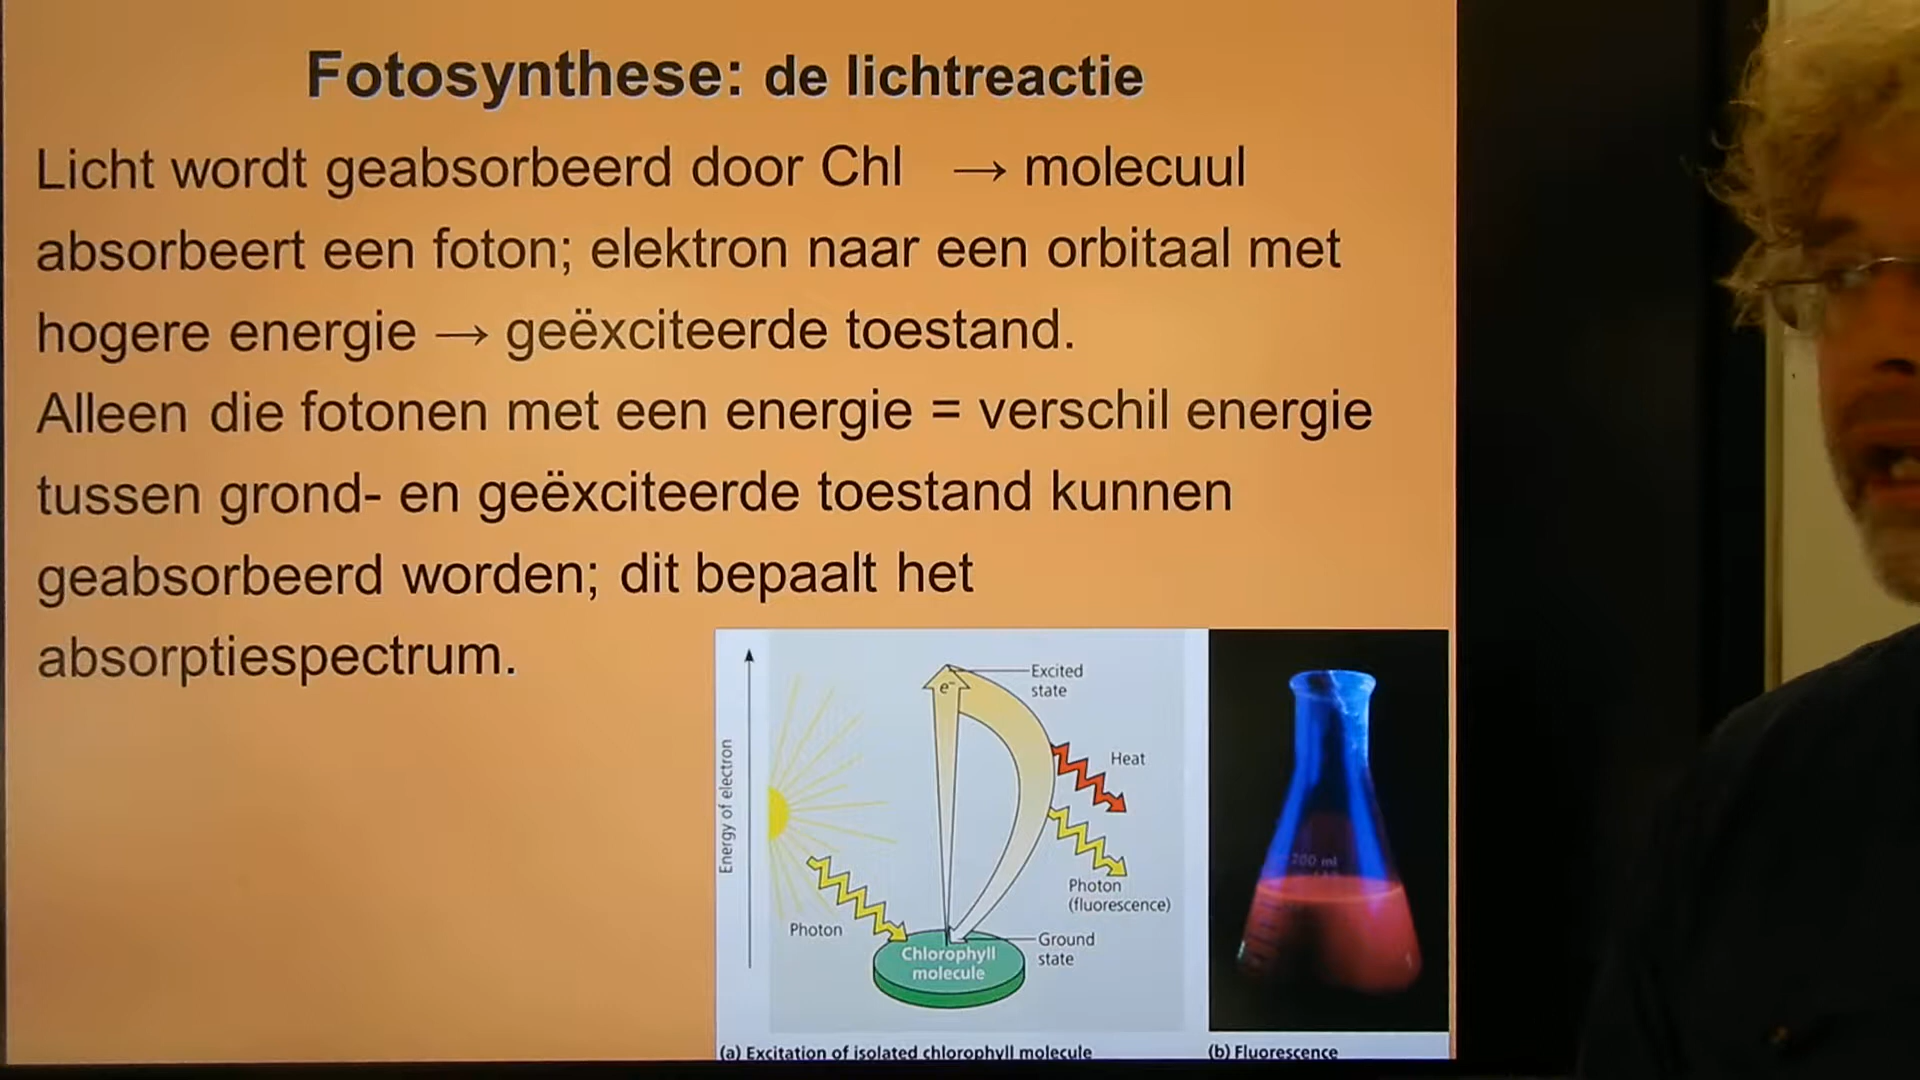 Fotosynthese: de lichtreactie
Licht wordt geabsorbeerd door Chl → molecuul
absorbeert een foton; elektron naar een orbitaal met
hogere energie → geëxciteerde toestand.
Alleen die fotonen met een energie = verschil energie
tussen grond- en geëxciteerde toestand kunnen
geabsorbeerd worden; dit bepaalt het
absorptiespectrum.
Energy of electron
e⁻
Excited
state
Heat
Photon
(fluorescence)
Photon
Ground
state
Chlorophyll
molecule
200 ml
(a) Excitation of isolated chlorophyll molecule
(b) Fluorescence